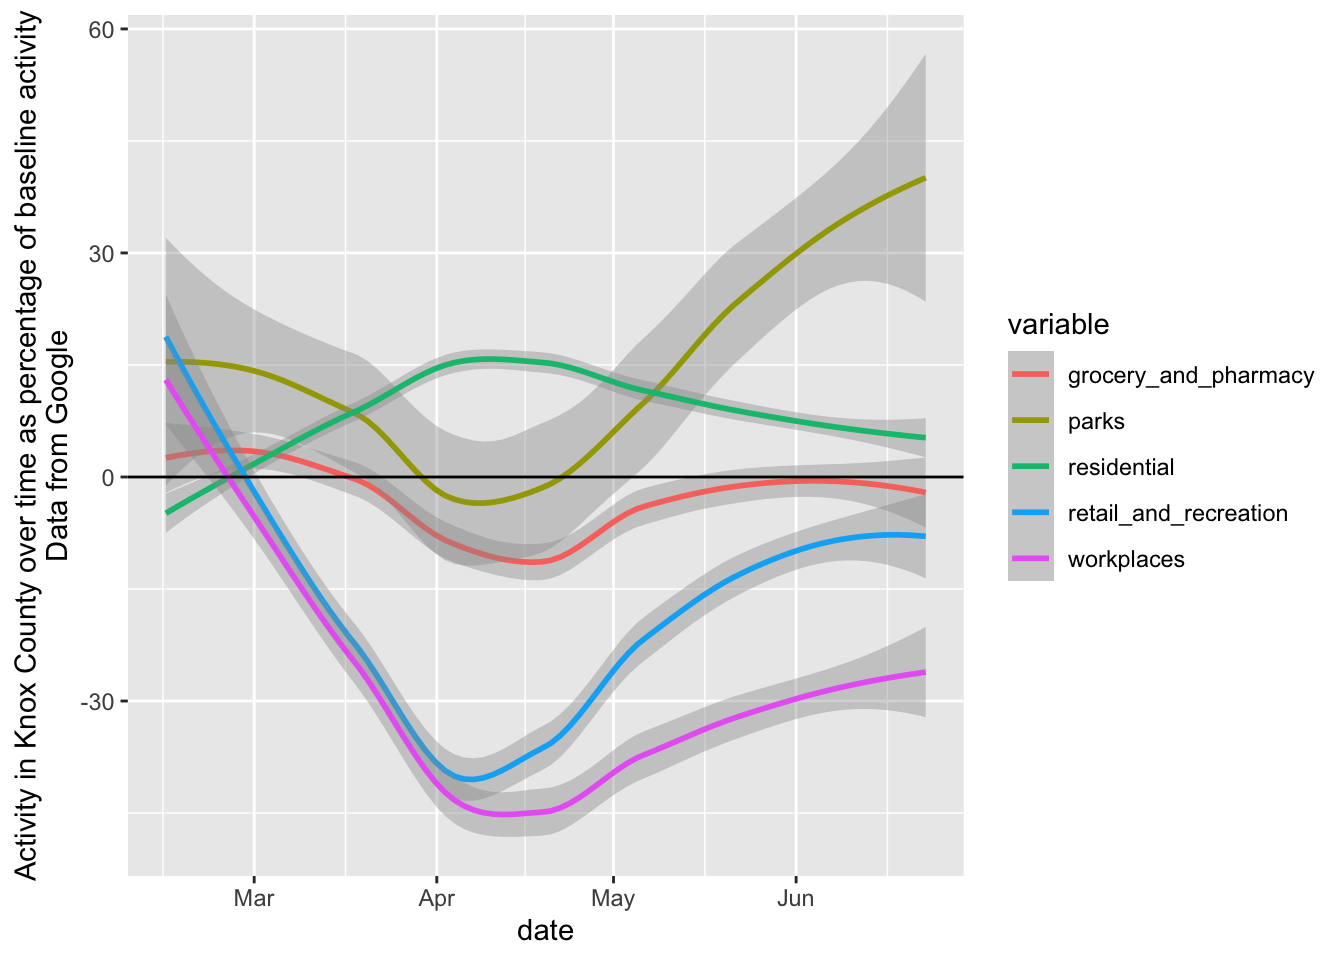 Activity in Knox County over time as percentage of baseline activity
Data from Google
60
30
0
-30
Mar
Apr
May
Jun
date
variable
grocery_and_pharmacy
parks
residential
retail_and_recreation
workplaces